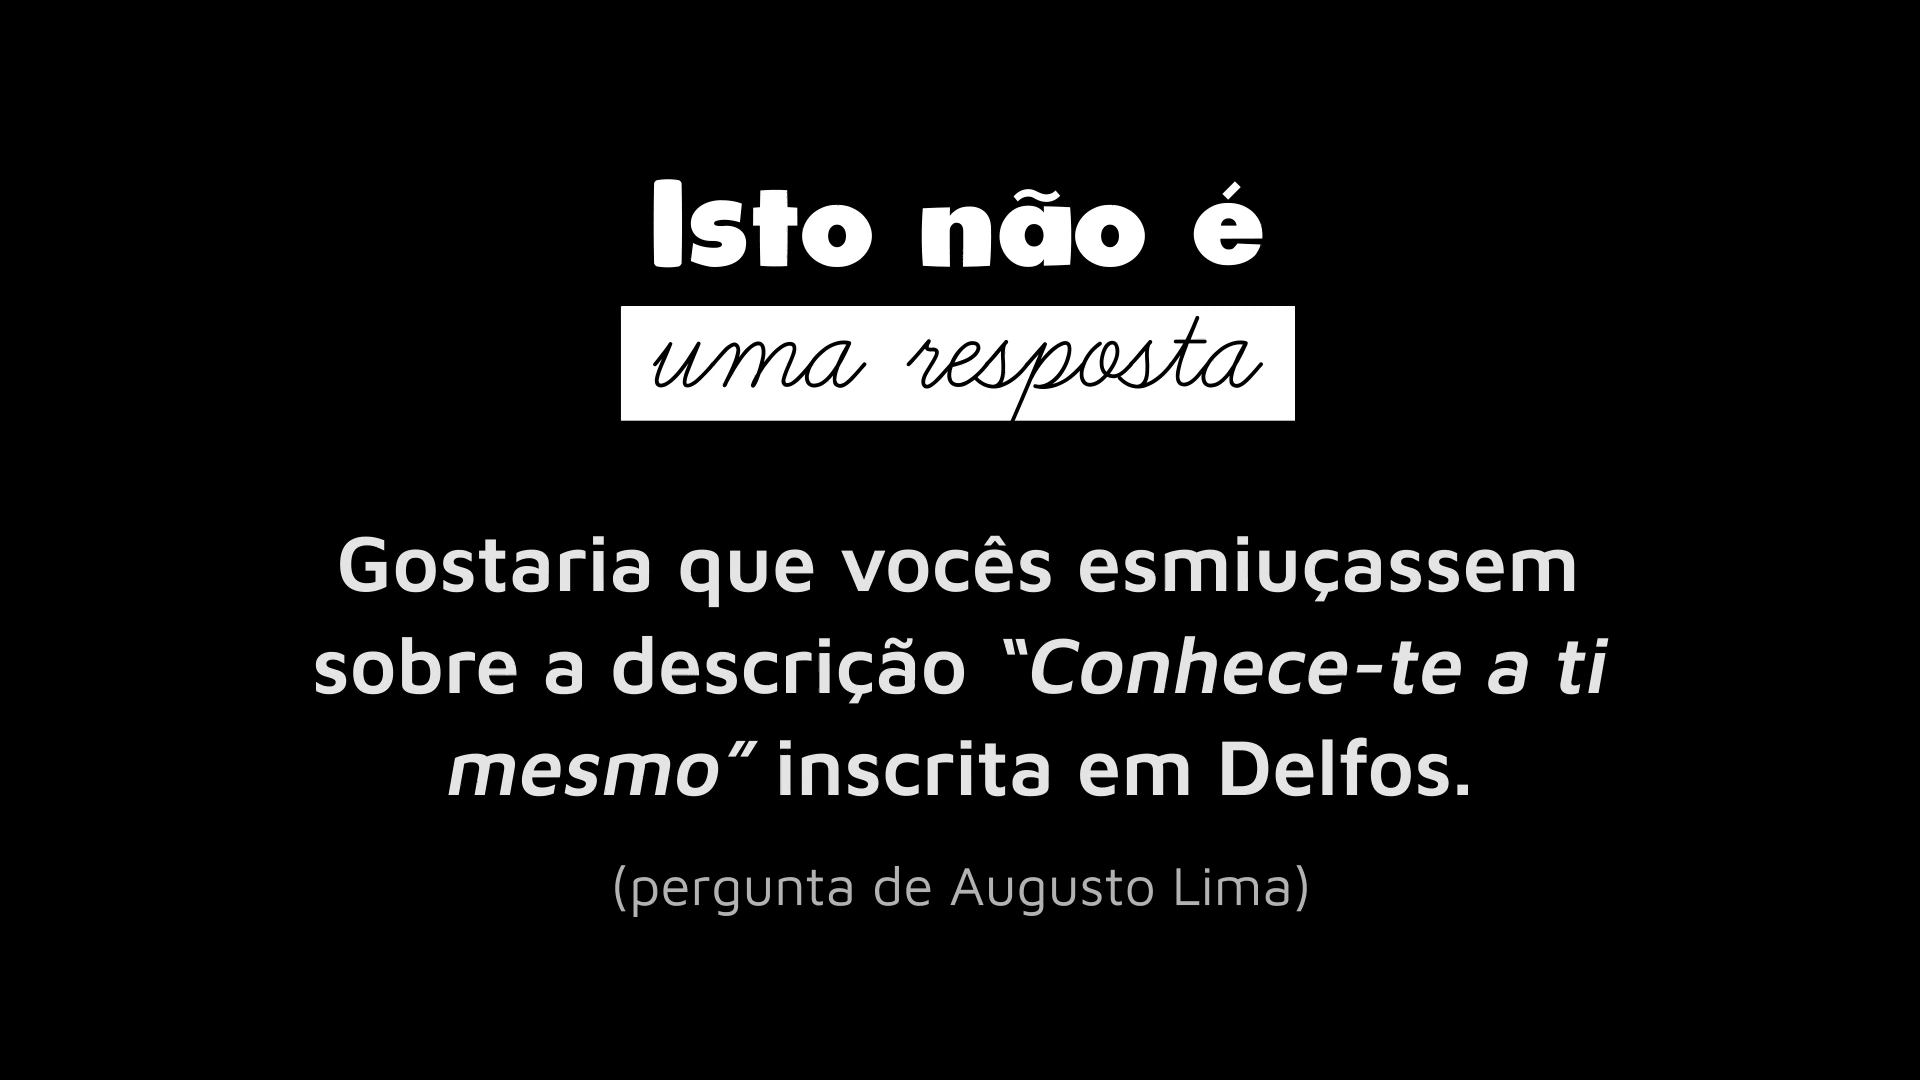 Isto não é
uma resposta
Gostaria que vocês esmiuçassem
sobre a descrição “Conhece-te a ti
mesmo” inscrita em Delfos.
(pergunta de Augusto Lima)